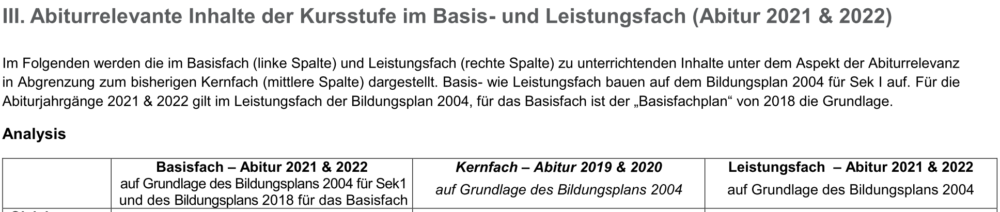 III. Abiturrelevante Inhalte der Kursstufe im Basis- und Leistungsfach (Abitur 2021 & 2022)
Im Folgenden werden die im Basisfach (linke Spalte) und Leistungsfach (rechte Spalte) zu unterrichtenden Inhalte unter dem Aspekt der Abiturrelevanz
in Abgrenzung zum bisherigen Kernfach (mittlere Spalte) dargestellt. Basis- wie Leistungsfach bauen auf dem Bildungsplan 2004 für Sek I auf. Für die
Abiturjahrgänge 2021 & 2022 gilt im Leistungsfach der Bildungsplan 2004, für das Basisfach ist der „Basisfachplan“ von 2018 die Grundlage.
Analysis
Basisfach – Abitur 2021 & 2022
auf Grundlage des Bildungsplans 2004 für Sek1
und des Bildungsplans 2018 für das Basisfach
Kernfach – Abitur 2019 & 2020
auf Grundlage des Bildungsplans 2004
Leistungsfach – Abitur 2021 & 2022
auf Grundlage des Bildungsplans 2004